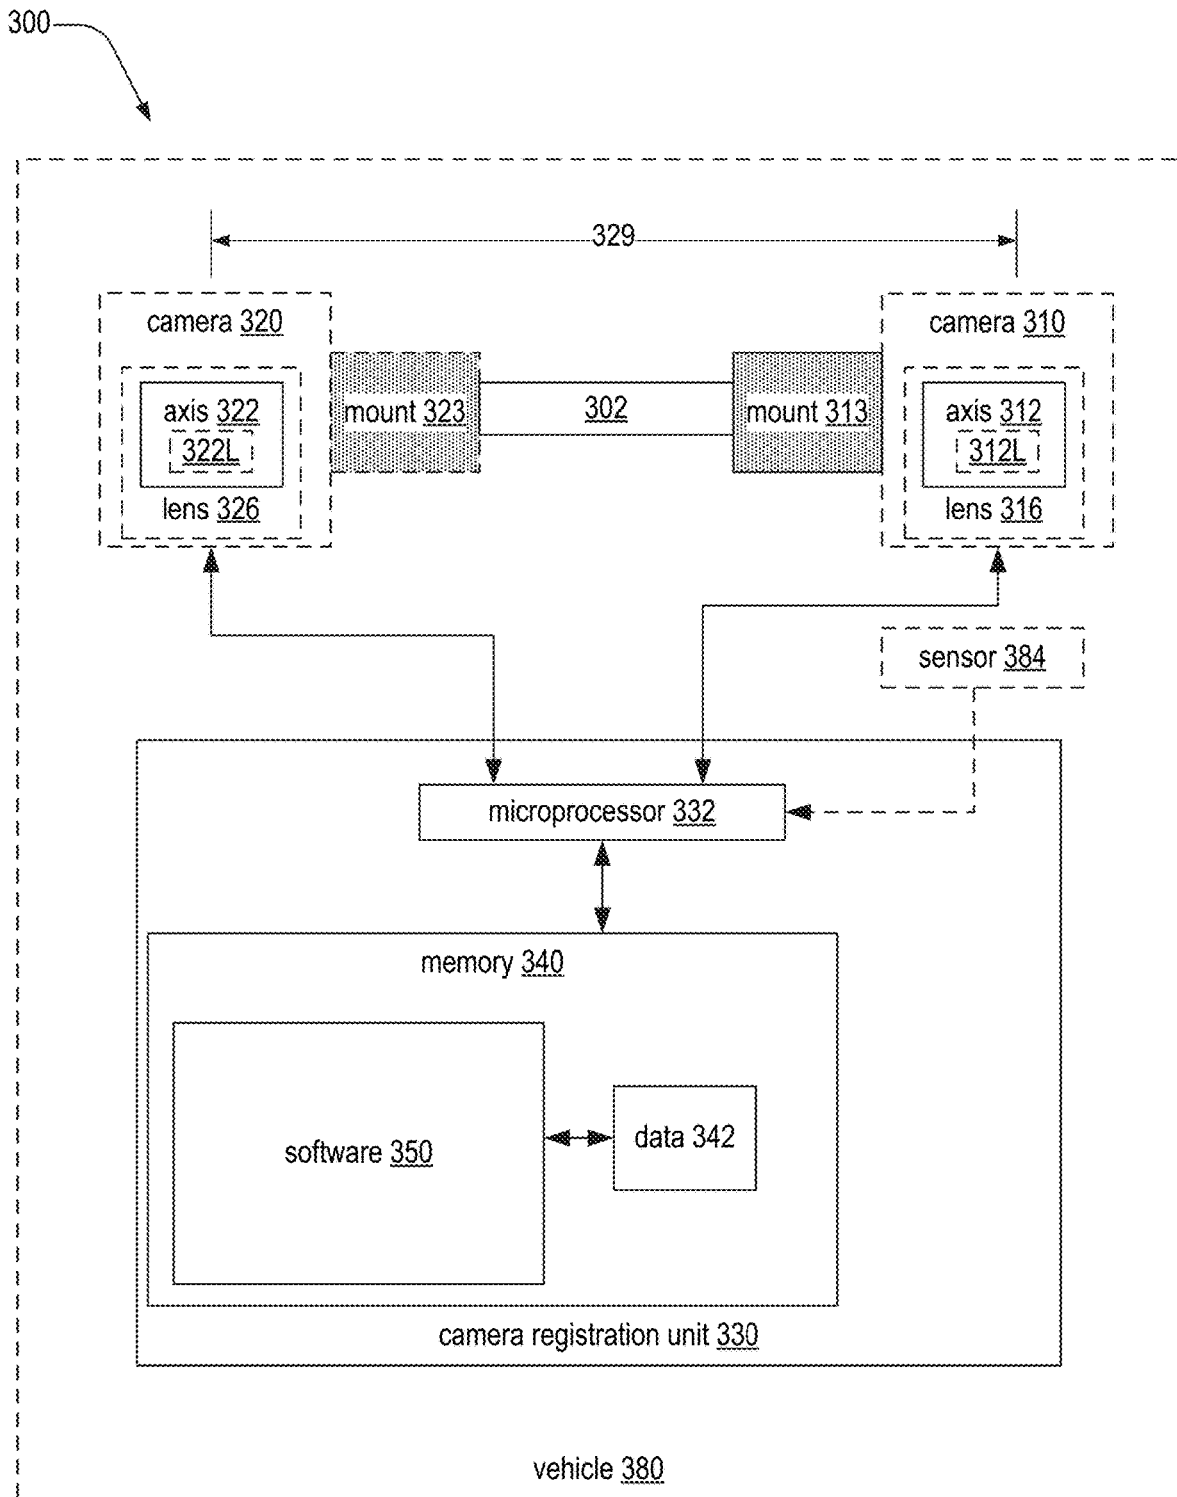 300
329
camera 320
camera 310
axis 322
322L
lens 326
mount 323
302
mount 313
axis 312
312L
lens 316
sensor 384
microprocessor 332
memory 340
software 350
data 342
camera registration unit 330
vehicle 380